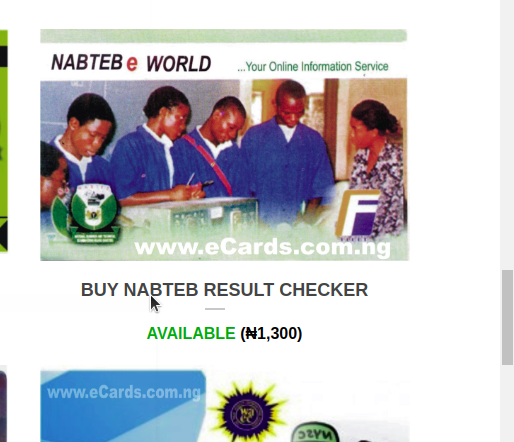 NABTEB e WORLD ...Your Online Information Service
www.eCards.com.ng
BUY NABTEB RESULT CHECKER
AVAILABLE (₦1,300)
www.eCards.com.ng
NYSC